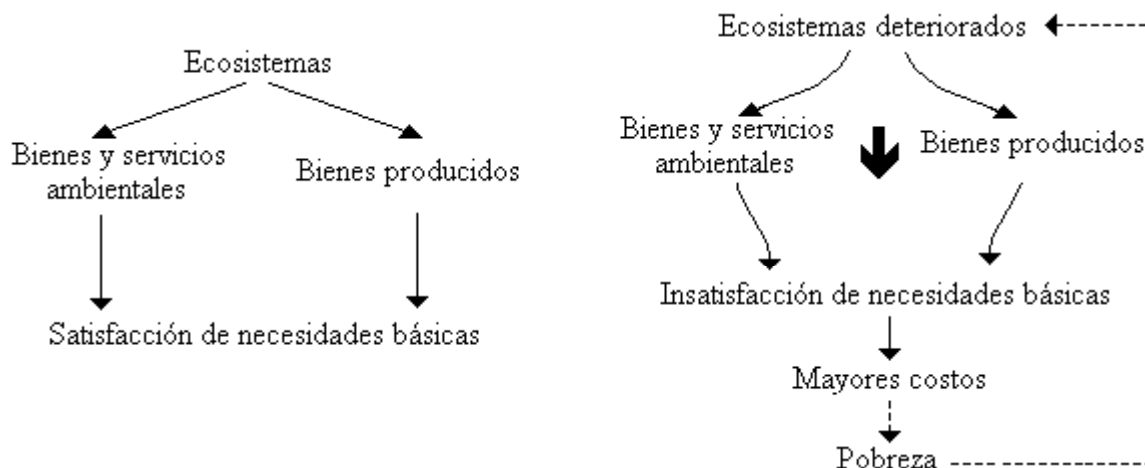 Ecosistemas
Bienes y servicios
ambientales
Bienes producidos
Satisfacción de necesidades básicas
Ecosistemas deteriorados
Bienes y servicios
ambientales
Bienes producidos
Insatisfacción de necesidades básicas
Mayores costos
Pobreza